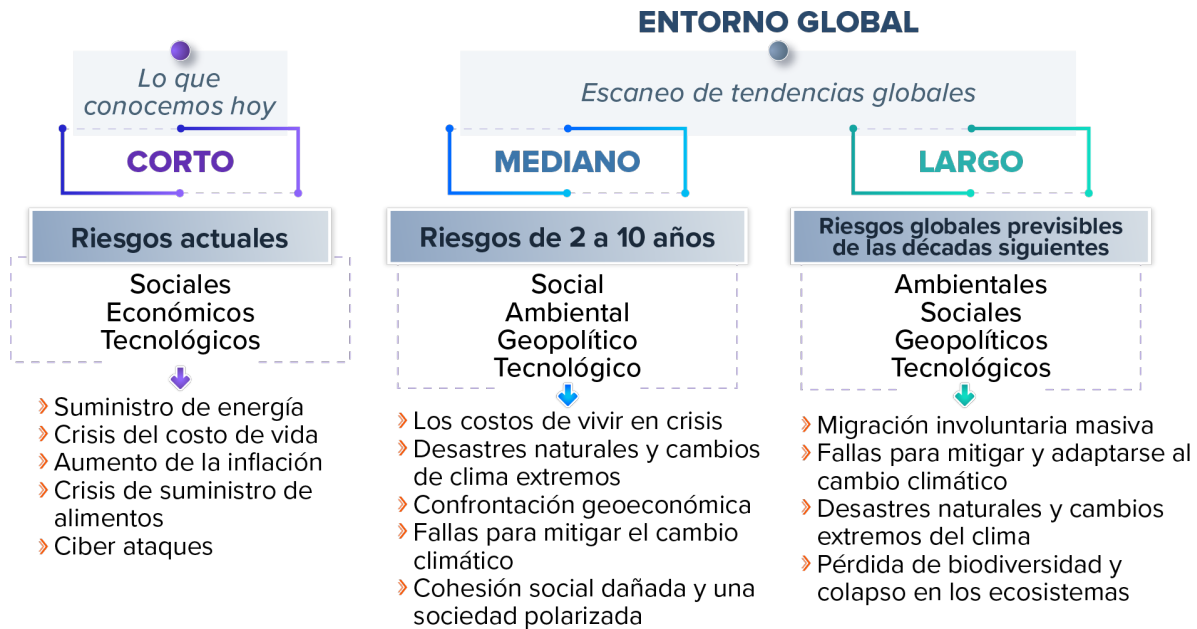 ENTORNO GLOBAL
Lo que
conocemos hoy
Escaneo de tendencias globales
CORTO
Riesgos actuales
Sociales
Económicos
Tecnológicos
Suministro de energía
Crisis del costo de vida
Aumento de la inflación
Crisis de suministro de
alimentos
Ciber ataques
MEDIANO
Riesgos de 2 a 10 años
Social
Ambiental
Geopolítico
Tecnológico
Los costos de vivir en crisis
Desastres naturales y cambios
de clima extremos
Confrontación geoeconómica
Fallas para mitigar el cambio
climático
Cohesión social dañada y una
sociedad polarizada
LARGO
Riesgos globales previsibles
de las décadas siguientes
Ambientales
Sociales
Geopolíticos
Tecnológicos
Migración involuntaria masiva
Fallas para mitigar y adaptarse al
cambio climático
Desastres naturales y cambios
extremos del clima
Pérdida de biodiversidad y
colapso en los ecosistemas